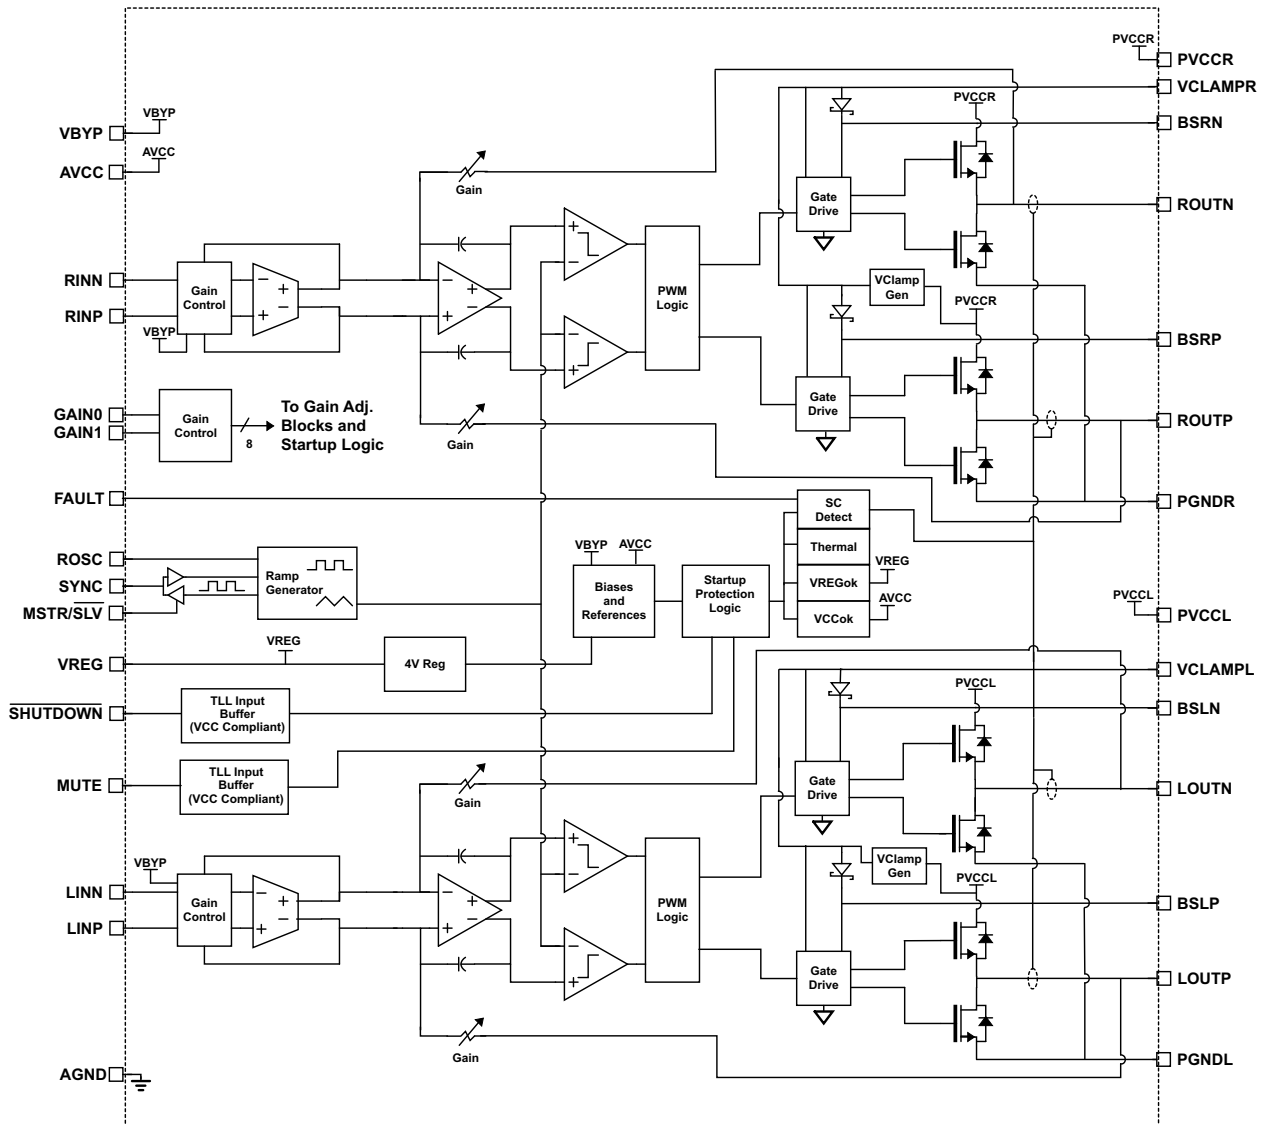 PVCCR
PVCCR
VCLAMPR
PVCCR
VBYP
VBYP
BSRN
AVCC
AVCC
Gain
Gate
Drive
ROUTN
RINN
Gain
Control
−
+
+
−
−
+
+
−
+
−
PWM
Logic
VClamp
Gen
PVCCR
RINP
VBYP
−
+
BSRP
GAIN0
GAIN1
Gain
Control
8
To Gain Adj.
Blocks and
Startup Logic
Gain
Gate
Drive
ROUTP
FAULT
SC
Detect
PGNDR
ROSC
SYNC
MSTR/SLV
Ramp
Generator
VBYP
AVCC
Biases
and
References
Startup
Protection
Logic
Thermal
VREGok
VREG
VCCok
AVCC
PVCCL
PVCCL
VREG
VREG
4V Reg
VCLAMPL
PVCCL
SHUTDOWN
TLL Input
Buffer
(VCC Compliant)
BSLN
MUTE
TLL Input
Buffer
(VCC Compliant)
Gain
Gate
Drive
LOUTN
VBYP
LINN
LINP
Gain
Control
−
+
+
−
−
+
+
−
+
−
PWM
Logic
VClamp
Gen
PVCCL
BSLP
−
+
Gate
Drive
LOUTP
Gain
PGNDL
AGND